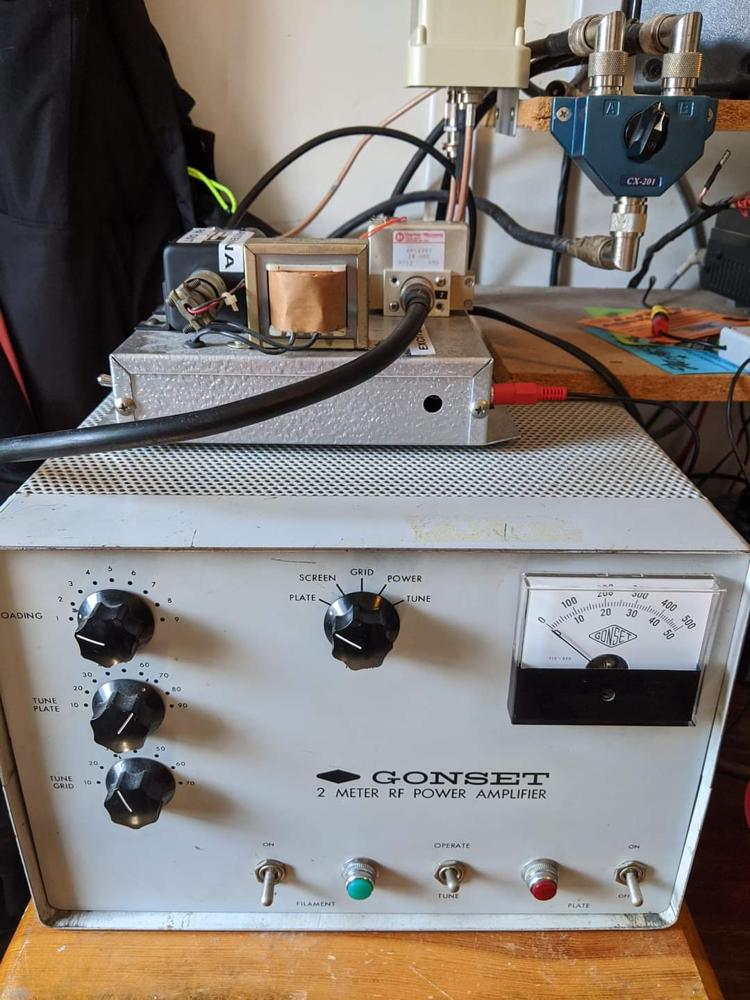 A
B
CX-201
28 VDC
EXCI
SCREEN
GRID
POWER
PLATE
TUNE
1
2
3
4
5
6
7
8
9
OADING
10
20
30
60
70
80
90
TUNE
PLATE
10
20
50
60
70
TUNE
GRID
0
100
200
300
400
500
0
10
20
30
40
50
GONSET
GONSET
2 METER RF POWER AMPLIFIER
ON
FILAMENT
OPERATE
TUNE
ON
OFF
PLATE